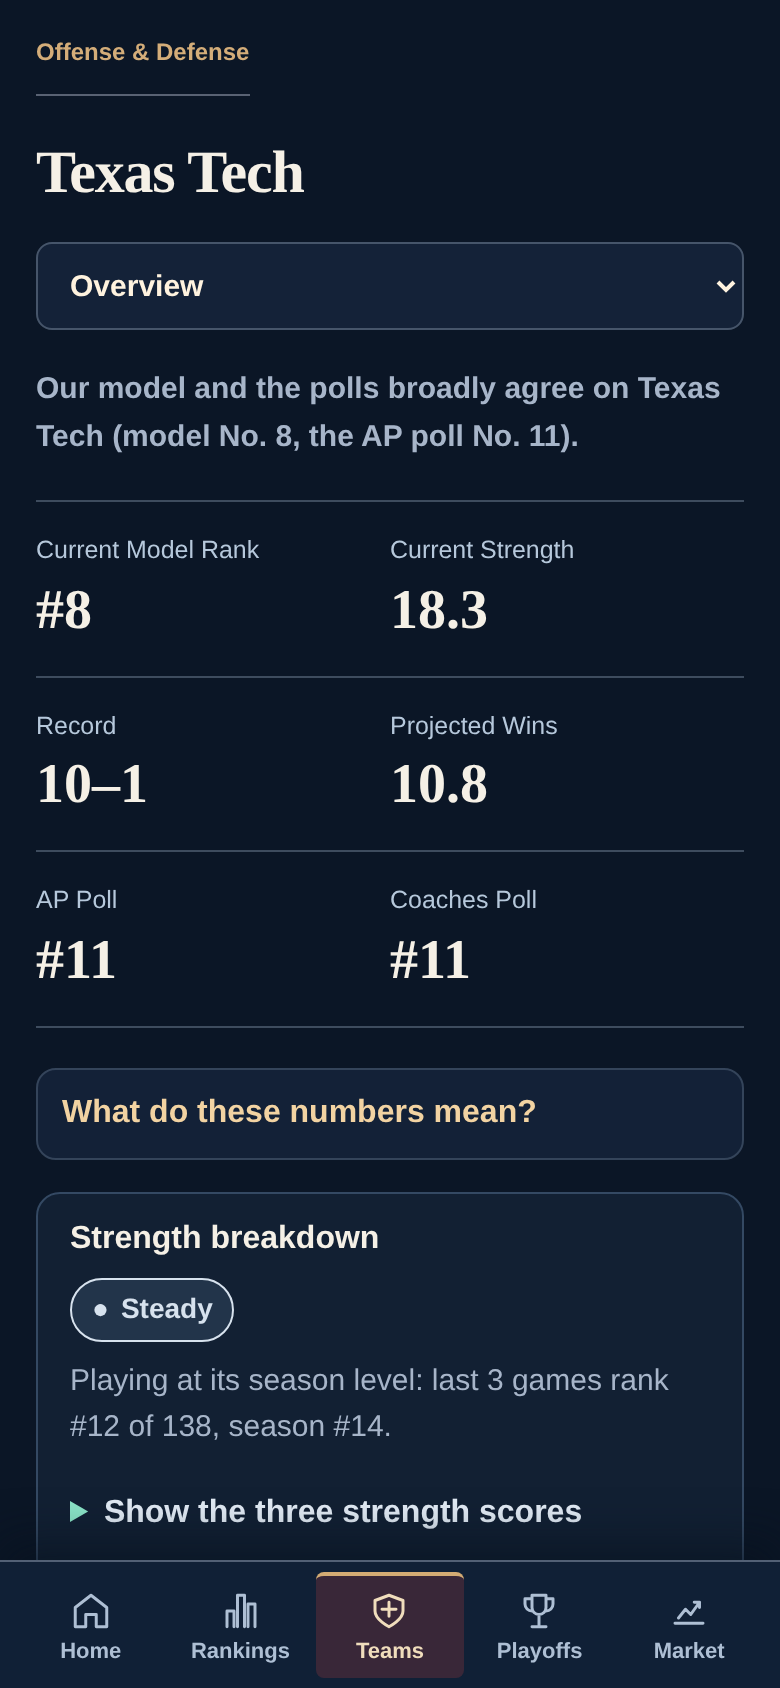 Offense & Defense
Texas Tech
Overview
Our model and the polls broadly agree on Texas
Tech (model No. 8, the AP poll No. 11).
Current Model Rank
#8
Current Strength
18.3
Record
10–1
Projected Wins
10.8
AP Poll
#11
Coaches Poll
#11
What do these numbers mean?
Strength breakdown
Steady
Playing at its season level: last 3 games rank
#12 of 138, season #14.
Show the three strength scores
Home
Rankings
Teams
Playoffs
Market